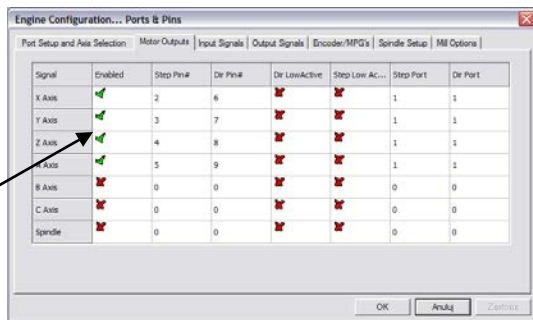 Engine Configuration... Ports & Pins
Port Setup and Axis Selection Motor Outputs Input Signals Output Signals Encoder/MPG's Spindle Setup Mill Options
Signal Enabled Step Pin# Dir Pin# Dir LowActive Step Low Ac... Step Port Dir Port
X Axis 2 6 1 1
Y Axis 3 7 1 1
Z Axis 4 8 1 1
A Axis 5 9 1 1
B Axis 0 0 0 0
C Axis 0 0 0 0
Spindle 0 0 0 0
OK Anuluj Zastosuj